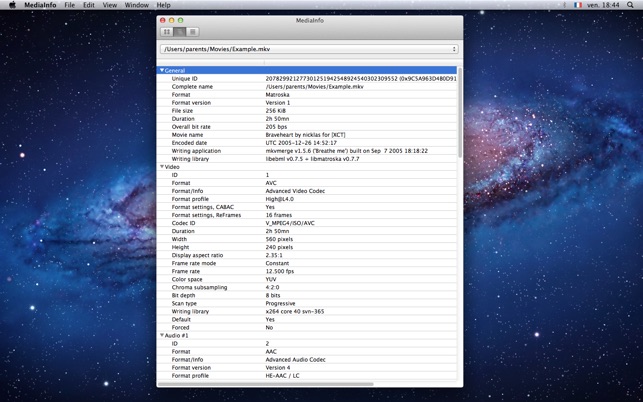 MediaInfo File Edit View Window Help ven. 18:44
MediaInfo
/Users/parents/Movies/Example.mkv
General
Unique ID 207829921277301251942548924540302309552 (0x9C5A963D4B0D91
Complete name /Users/parents/Movies/Example.mkv
Format Matroska
Format version Version 1
File size 256 KiB
Duration 2h 50mn
Overall bit rate 205 bps
Movie name Braveheart by nicklas for [XCT]
Encoded date UTC 2005-12-26 14:52:17
Writing application mkvmerge v1.5.6 ('Breathe me') built on Sep 7 2005 18:18:22
Writing library libebml v0.7.5 + libmatroska v0.7.7
Video
ID 1
Format AVC
Format/Info Advanced Video Codec
Format profile High@L4.0
Format settings, CABAC Yes
Format settings, ReFrames 16 frames
Codec ID V_MPEG4/ISO/AVC
Duration 2h 50mn
Width 560 pixels
Height 240 pixels
Display aspect ratio 2.35:1
Frame rate mode Constant
Frame rate 12.500 fps
Color space YUV
Chroma subsampling 4:2:0
Bit depth 8 bits
Scan type Progressive
Writing library x264 core 40 svn-365
Default Yes
Forced No
Audio #1
ID 2
Format AAC
Format/Info Advanced Audio Codec
Format version Version 4
Format profile HE-AAC / LC